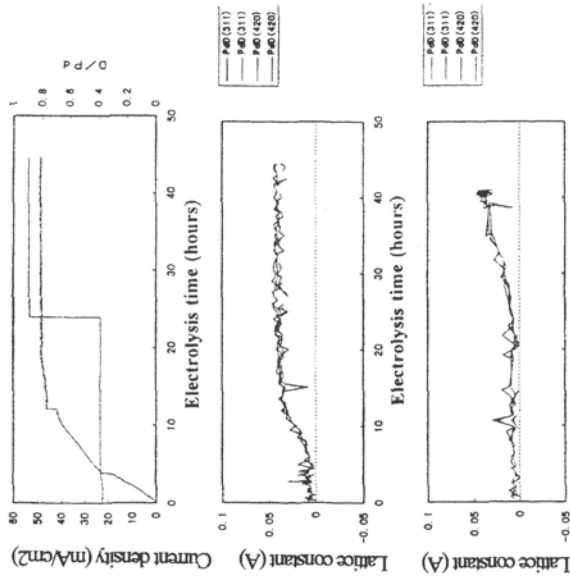 Current density (mA/cm2)
60 50 40 30 20 10 0
D/Pd
1 0.8 0.6 0.4 0.2 0
0 10 20 30 40 50
Electrolysis time (hours)
Lattice constant (A)
0.1 0.05 0 -0.05
PdD(311)
PdD(311)
PdD(420)
PdD(420)
0 10 20 30 40 50
Electrolysis time (hours)
Lattice constant (A)
0.1 0.05 0 -0.05
PdD(311)
PdD(311)
PdD(420)
PdD(420)